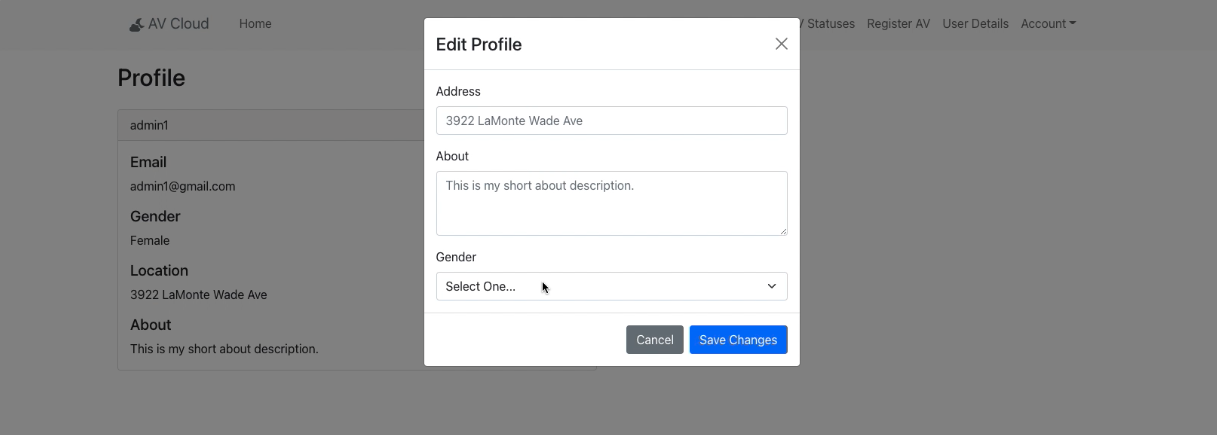 AV Cloud Home Statuses Register AV User Details Account
Profile
admin1
Email
admin1@gmail.com
Gender
Female
Location
3922 LaMonte Wade Ave
About
This is my short about description.
Edit Profile
Address
3922 LaMonte Wade Ave
About
This is my short about description.
Gender
Select One...
Cancel Save Changes